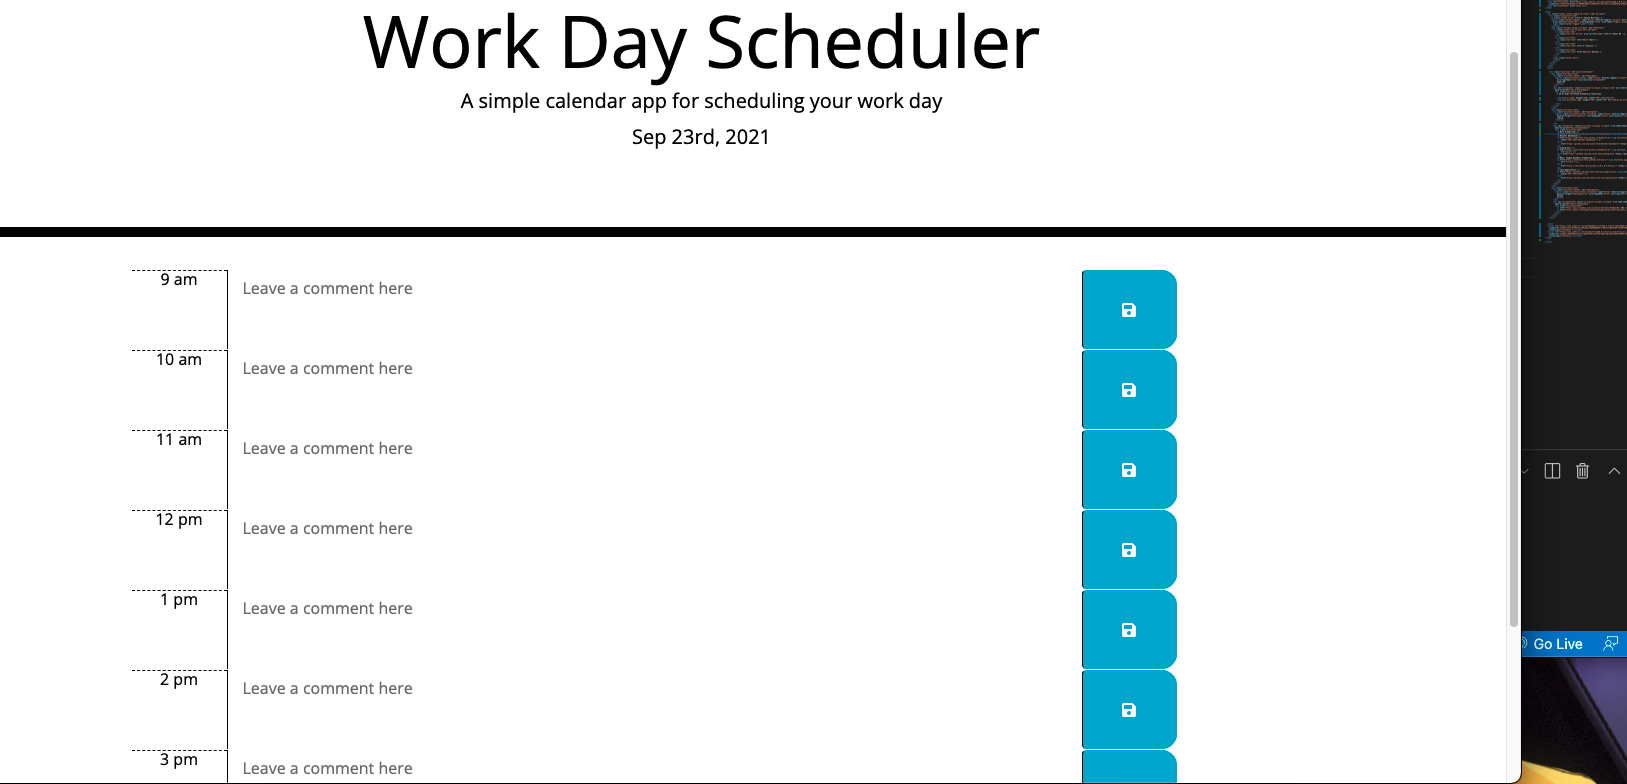 Work Day Scheduler
A simple calendar app for scheduling your work day
Sep 23rd, 2021
9 am
Leave a comment here
10 am
Leave a comment here
11 am
Leave a comment here
12 pm
Leave a comment here
1 pm
Leave a comment here
2 pm
Leave a comment here
3 pm
Leave a comment here
Go Live